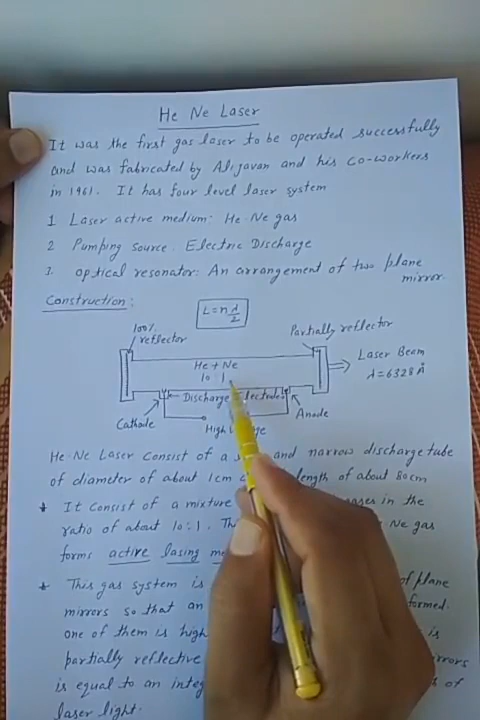 He Ne Laser
It was the first gas laser to be operated successfully
and was fabricated by Ali javan and his co-workers
in 1961. It has four level laser system
1 Laser active medium: He-Ne gas
2 Pumping source: Electric Discharge
3. optical resonator: An arrangement of two plane
mirror.
Construction:
L = nλ/2
100%
reflector
Partially reflector
He + Ne
10 : 1
Laser Beam
λ = 6328 Å
Discharge Electrode
Cathode
Anode
High
He Ne Laser consist of a and narrow discharge tube
of diameter of about 1cm length of about 80cm
* It consist of a mixture in the
ratio of about 10:1. Ne gas
forms active lasing
* This gas system is of plane
mirrors so that an formed.
one of them is high is
partially reflective mirrors
is equal to an of
laser light.